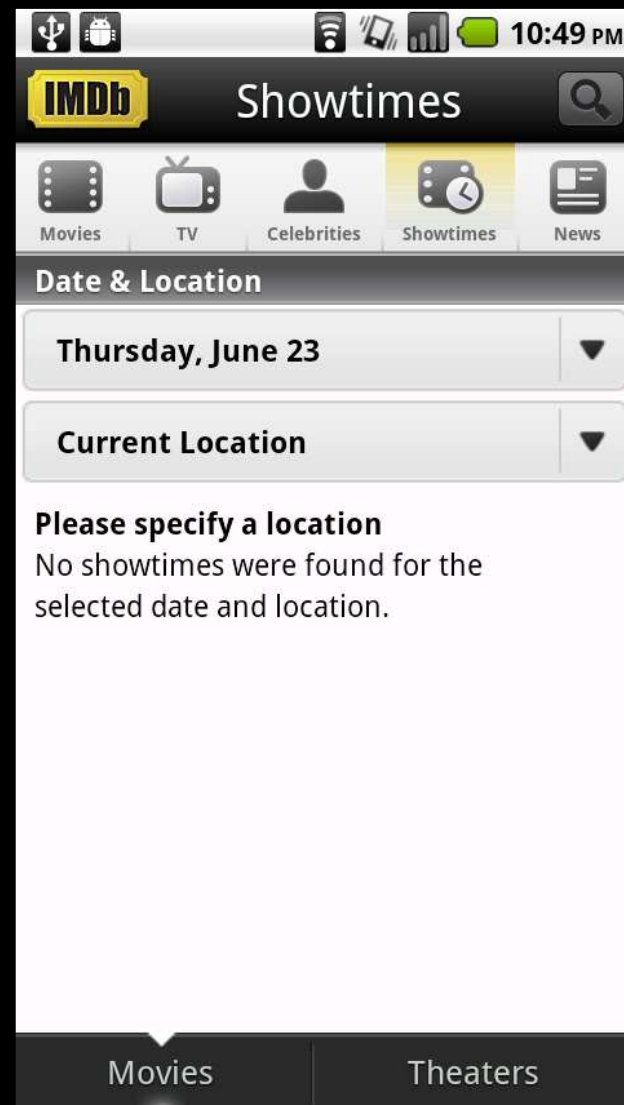 10:49 PM
IMDb Showtimes
Movies TV Celebrities Showtimes News
Date & Location
Thursday, June 23
Current Location
Please specify a location
No showtimes were found for the
selected date and location.
Movies Theaters